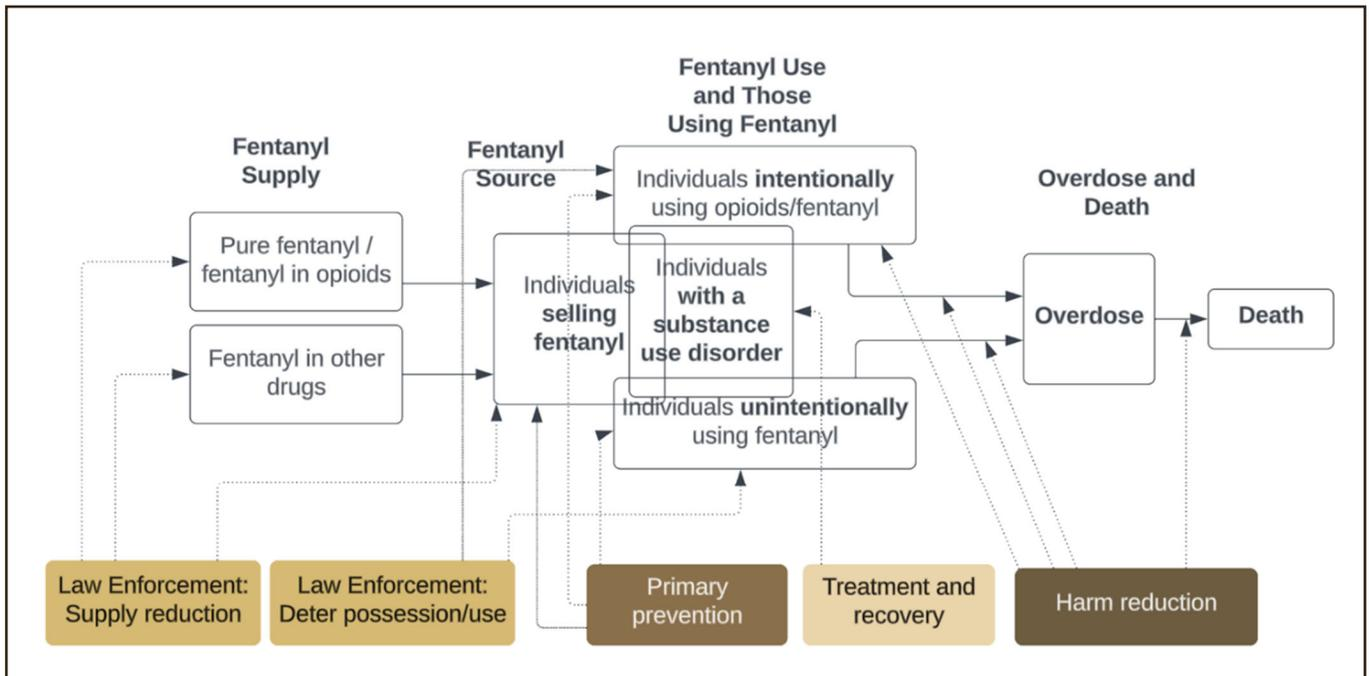 Fentanyl Use
and Those
Using Fentanyl
Fentanyl
Supply
Fentanyl
Source
Overdose and
Death
Individuals intentionally
using opioids/fentanyl
Pure fentanyl /
fentanyl in opioids
Fentanyl in other
drugs
Individuals
selling
fentanyl
Individuals
with a
substance
use disorder
Individuals unintentionally
using fentanyl
Overdose
Death
Law Enforcement:
Supply reduction
Law Enforcement:
Deter possession/use
Primary
prevention
Treatment and
recovery
Harm reduction